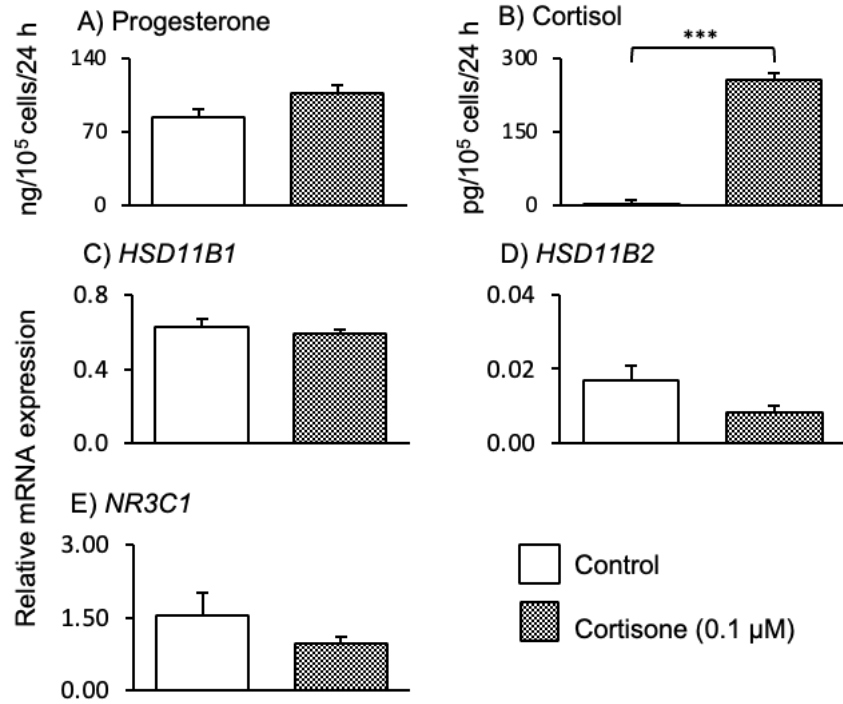 A) Progesterone
ng/10⁵ cells/24 h
140
70
0
B) Cortisol
pg/10⁵ cells/24 h
300
150
0
***
C) HSD11B1
Relative mRNA expression
0.8
0.4
0.0
D) HSD11B2
0.04
0.02
0.00
E) NR3C1
3.00
1.50
0.00
Control
Cortisone (0.1 µM)